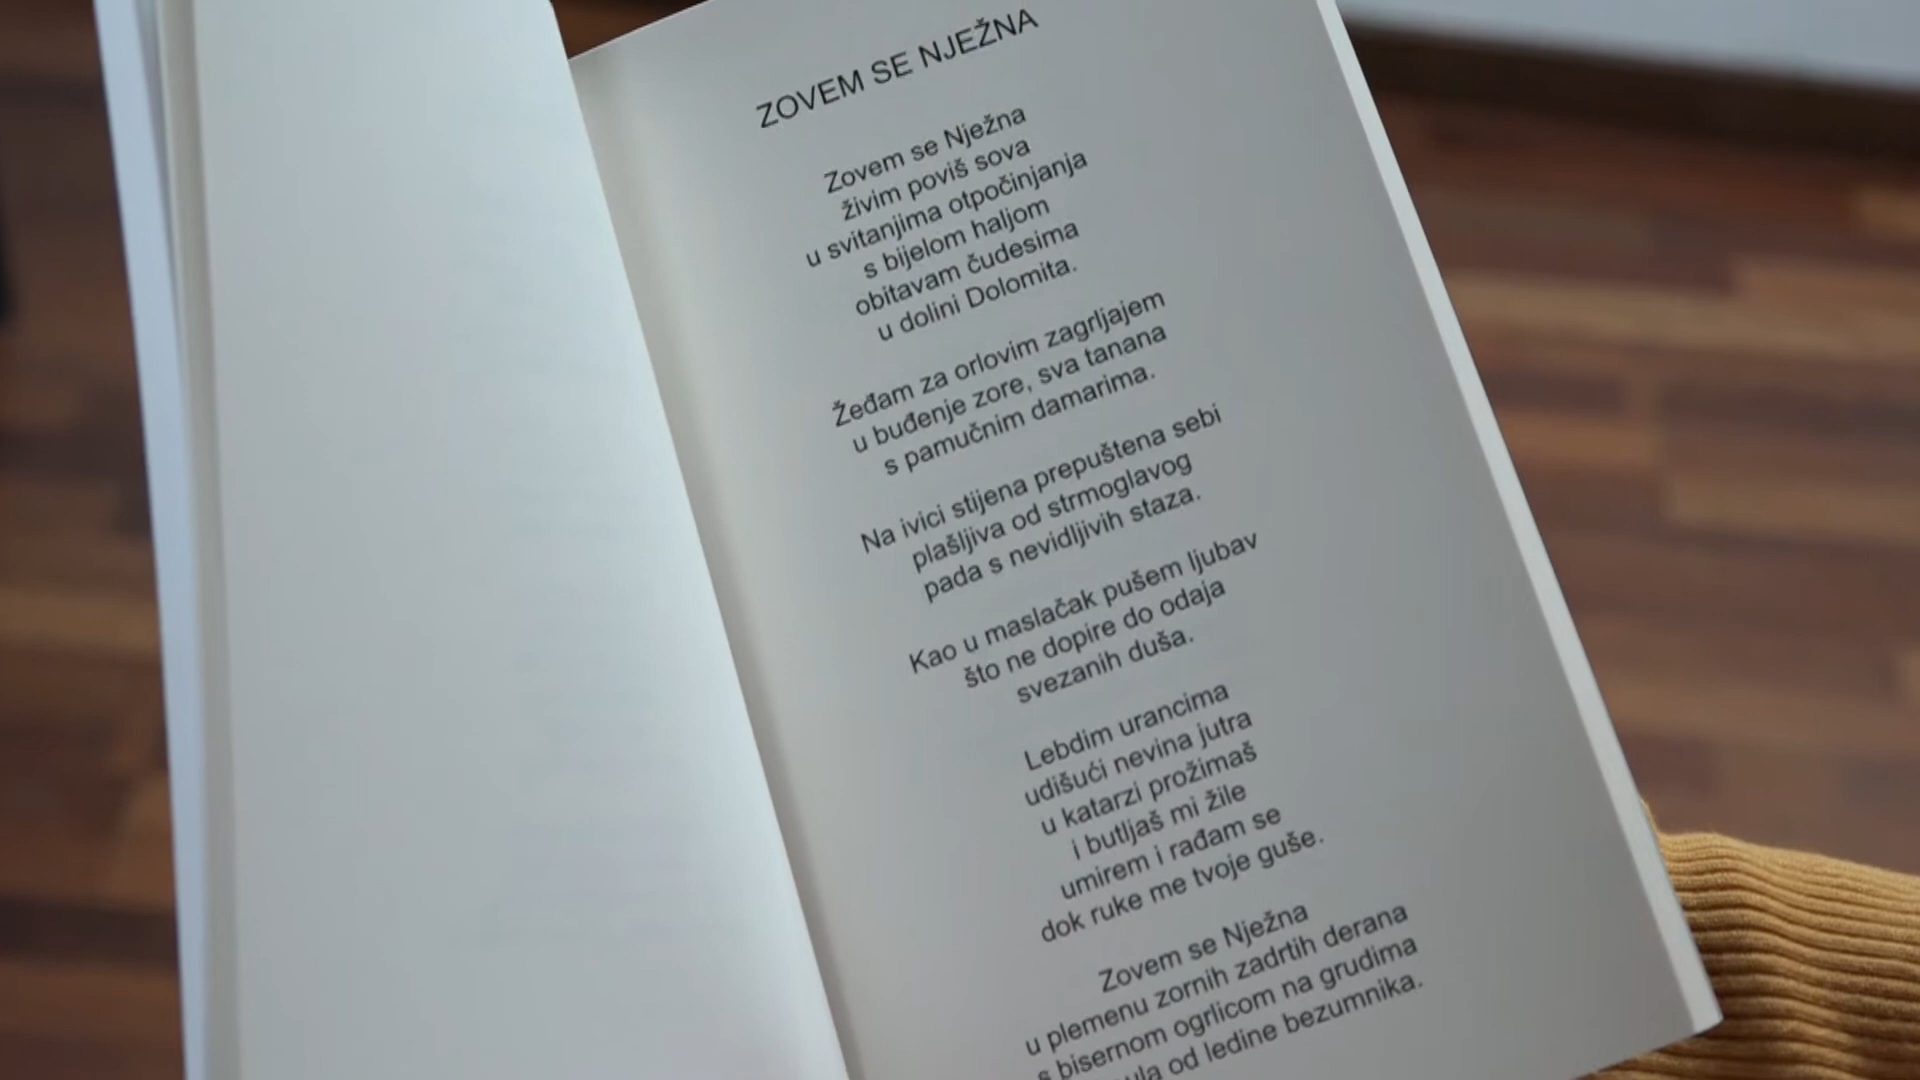 ZOVEM SE NJEŽNA
Zovem se Nježna
živim poviš sova
u svitanjima otpočinjanja
s bijelom haljom
obitavam čudesima
u dolini Dolomita.
Žeđam za orlovim zagrljajem
u buđenje zore, sva tanana
s pamučnim damarima.
Na ivici stijena prepuštena sebi
plašljiva od strmoglavog
pada s nevidljivih staza.
Kao u maslačak pušem ljubav
što ne dopire do odaja
svezanih duša.
Lebdim urancima
udišući nevina jutra
u katarzi prožimaš
i butljaš mi žile
umirem i rađam se
dok ruke me tvoje guše.
Zovem se Nježna
u plemenu zornih zadrtih derana
s bisernom ogrlicom na grudima
od ledine bezumnika.